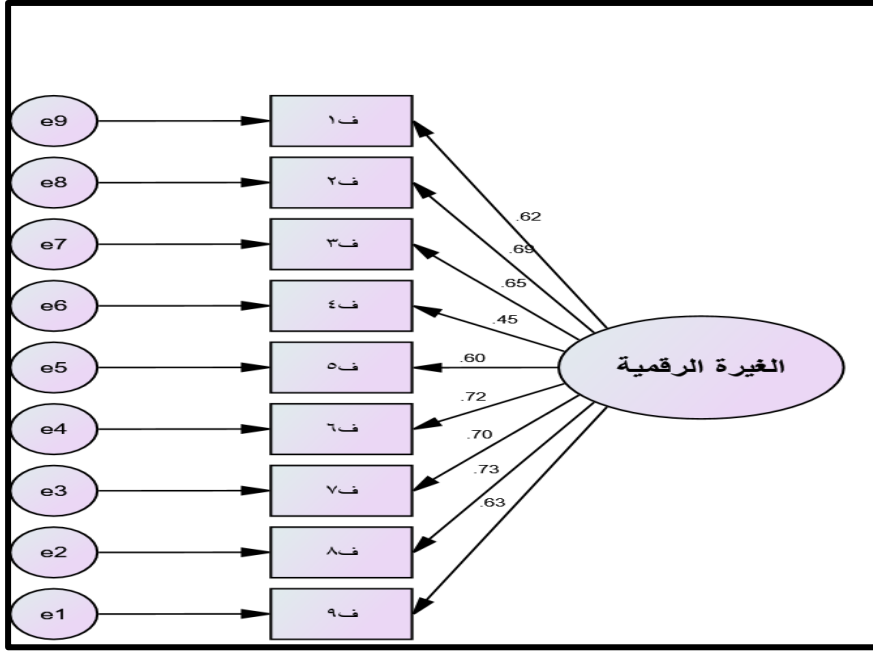 e9
ف١
.62
e8
ف٢
.69
e7
ف٣
.65
e6
ف٤
.45
e5
ف٥
.60
الغيرة الرقمية
e4
ف٦
.72
e3
ف٧
.70
e2
ف٨
.73
e1
ف٩
.63